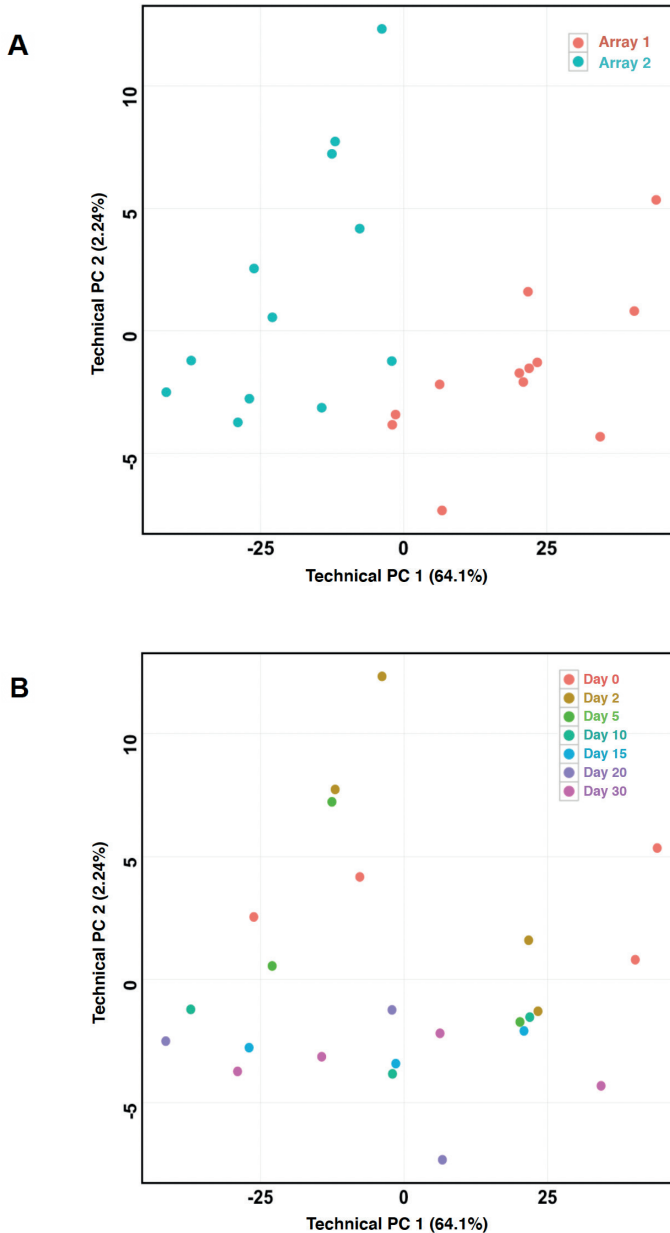 A
Array 1
Array 2
10
5
0
-5
Technical PC 2 (2.24%)
-25 0 25
Technical PC 1 (64.1%)
B
Day 0
Day 2
Day 5
Day 10
Day 15
Day 20
Day 30
10
5
0
-5
Technical PC 2 (2.24%)
-25 0 25
Technical PC 1 (64.1%)